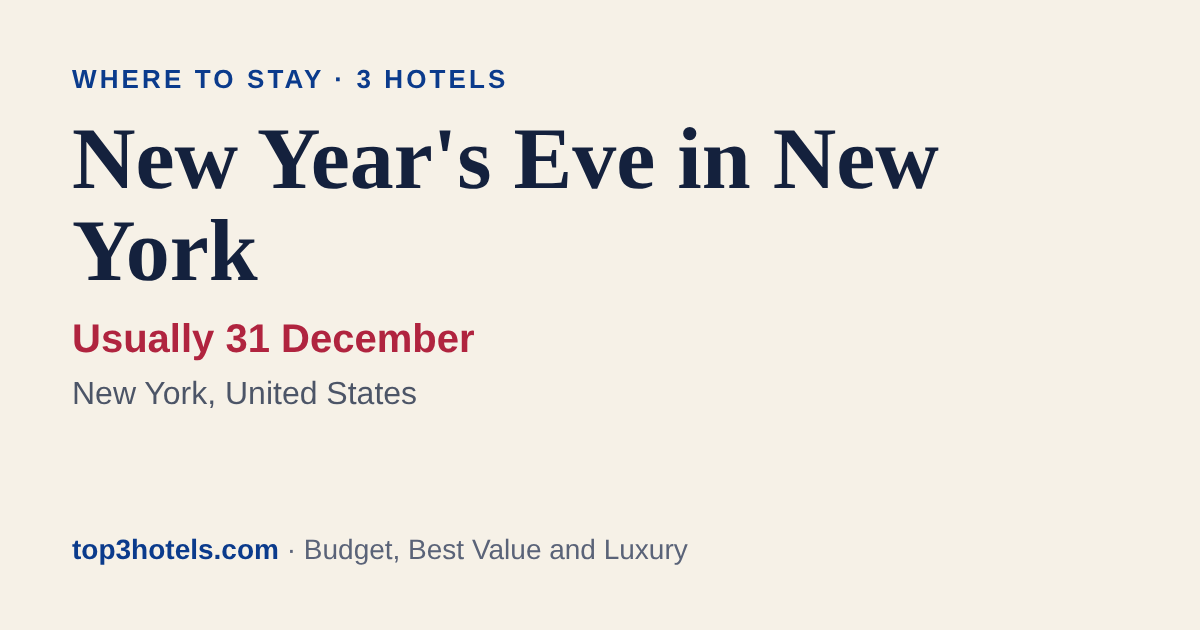 WHERE TO STAY · 3 HOTELS
New Year's Eve in New
York
Usually 31 December
New York, United States
top3hotels.com · Budget, Best Value and Luxury